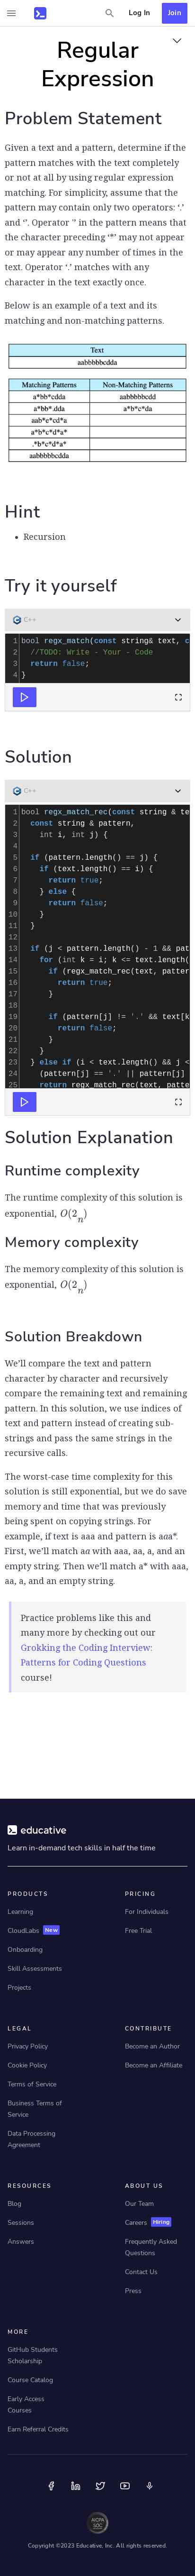 Log In
Join
Regular
Expression
Problem Statement
Given a text and a pattern, determine if the
pattern matches with the text completely
or not at all by using regular expression
matching. For simplicity, assume that the
pattern may contain only two operators: ‘.’
and ‘*’. Operator ‘*’ in the pattern means that
the character preceding ‘*’ may not appear
or may appear any number of times in the
text. Operator ‘.’ matches with any
character in the text exactly once.
Below is an example of a text and its
matching and non-matching patterns.
Text
aabbbbbcdda
Matching Patterns
Non-Matching Patterns
a*bb*cdda
aabbbbbcdd
a*bb*.dda
a*b*c*da
aab*c*cd*a
a*b*c*d*a*
.*b*c*d*a*
aabbbbbcdda
Hint
Recursion
Try it yourself
C++
1 bool regx_match(const string& text, c
2 //TODO: Write - Your - Code
3 return false;
4 }
Solution
C++
1 bool regx_match_rec(const string & te
2 const string & pattern,
3 int i, int j) {
4
5 if (pattern.length() == j) {
6 if (text.length() == i) {
7 return true;
8 } else {
9 return false;
10 }
11 }
12
13 if (j < pattern.length() - 1 && pat
14 for (int k = i; k <= text.length(
15 if (regx_match_rec(text, patter
16 return true;
17 }
18
19 if (pattern[j] != '.' && text[k
20 return false;
21 }
22 }
23 } else if (i < text.length() && j <
24 (pattern[j] == '.' || pattern[j]
25 return regx_match_rec(text, patter
Solution Explanation
Runtime complexity
The runtime complexity of this solution is
exponential, O(2n)
Memory complexity
The memory complexity of this solution is
exponential, O(2n)
Solution Breakdown
We’ll compare the text and pattern
character by character and recursively
compare the remaining text and remaining
pattern. In this solution, we use indices of
text and pattern instead of creating sub-
strings and pass the same strings in the
recursive calls.
The worst-case time complexity for this
solution is still exponential, but we do save
memory and time that was previously
being spent on copying strings. For
example, if text is aaa and pattern is aaa*.
First, we’ll match aa with aaa, aa, a, and an
empty string. Then we’ll match a* with aaa,
aa, a, and an empty string.
Practice problems like this and
many more by checking out our
Grokking the Coding Interview:
Patterns for Coding Questions
course!
educative
Learn in-demand tech skills in half the time
PRODUCTS
Learning
CloudLabs New
Onboarding
Skill Assessments
Projects
PRICING
For Individuals
Free Trial
LEGAL
Privacy Policy
Cookie Policy
Terms of Service
Business Terms of
Service
Data Processing
Agreement
CONTRIBUTE
Become an Author
Become an Affiliate
RESOURCES
Blog
Sessions
Answers
ABOUT US
Our Team
Careers Hiring
Frequently Asked
Questions
Contact Us
Press
MORE
GitHub Students
Scholarship
Course Catalog
Early Access
Courses
Earn Referral Credits
AICPA
SOC
Copyright ©2023 Educative, Inc. All rights reserved.